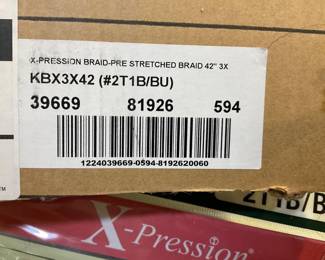 X-PRESSION BRAID-PRE STRETCHED BRAID 42" 3X
KBX3X42 (#2T1B/BU)
39669 81926 594
1224039669-0594-8192620060
2T1B/B
X-Pression®